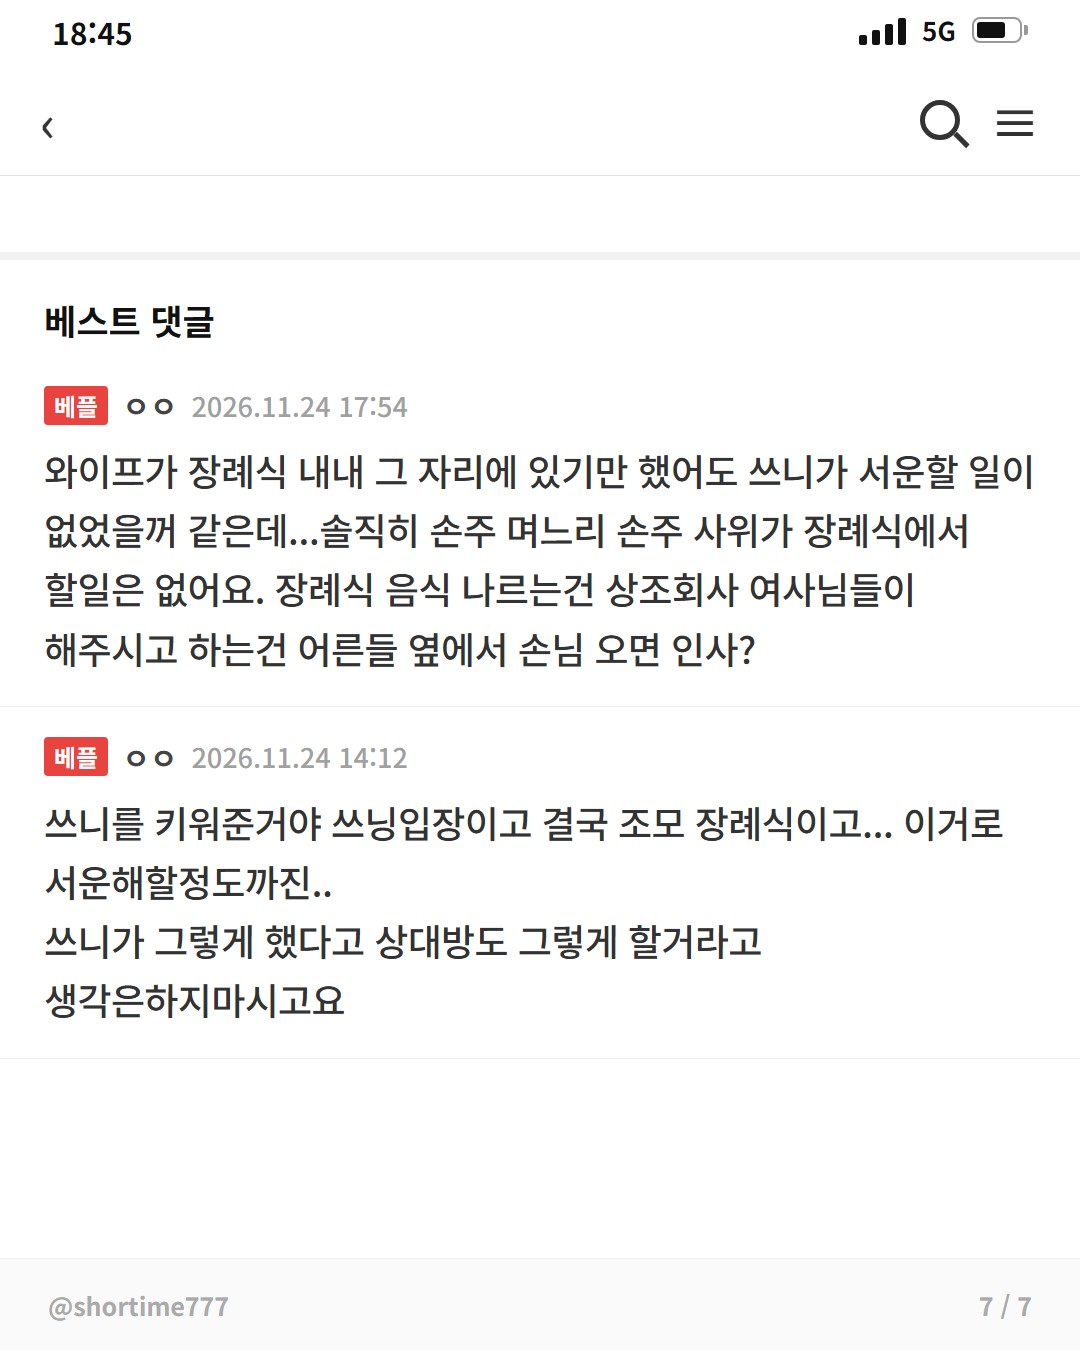 18:45
5G
베스트 댓글
베플 ㅇㅇ 2026.11.24 17:54
와이프가 장례식 내내 그 자리에 있기만 했어도 쓰니가 서운할 일이
없었을꺼 같은데...솔직히 손주 며느리 손주 사위가 장례식에서
할일은 없어요. 장례식 음식 나르는건 상조회사 여사님들이
해주시고 하는건 어른들 옆에서 손님 오면 인사?
베플 ㅇㅇ 2026.11.24 14:12
쓰니를 키워준거야 쓰닝입장이고 결국 조모 장례식이고... 이거로
서운해할정도까진..
쓰니가 그렇게 했다고 상대방도 그렇게 할거라고
생각은하지마시고요
@shortime777
7 / 7